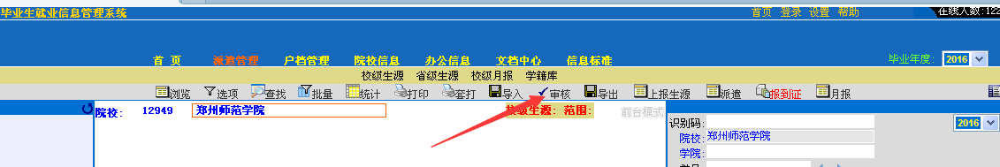 毕业生就业信息管理系统 首页 登录 设置 帮助 在线人数:122
首 页 派遣管理 户档管理 院校信息 办公信息 文档中心 信息标准 毕业年度: 2016
校级生源 省级生源 校级月报 学籍库
浏览 选项 查找 批量 统计 打印 套打 导入 审核 导出 上报生源 派遣 报到证 月报
院校: 12949 郑州师范学院 校级生源: 范围: 前台模式
识别码: 2016
院校: 郑州师范学院
学院: